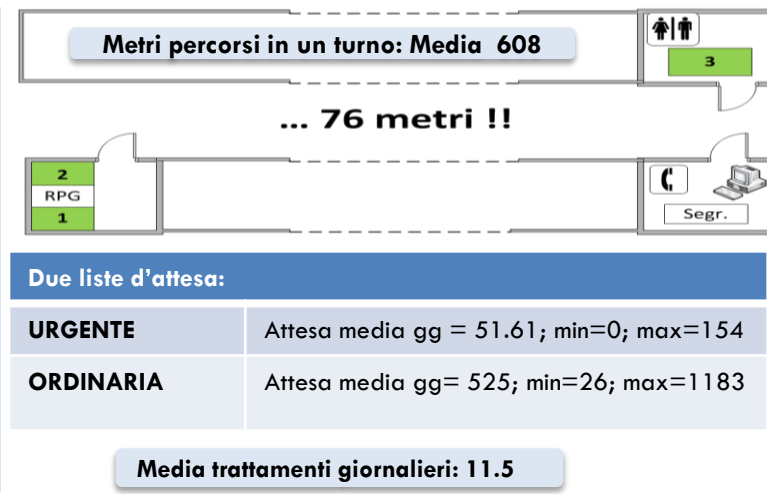 Metri percorsi in un turno: Media 608
3
... 76 metri !!
2
RPG
1
Segr.
Due liste d'attesa:
URGENTE Attesa media gg = 51.61; min=0; max=154
ORDINARIA Attesa media gg= 525; min=26; max=1183
Media trattamenti giornalieri: 11.5